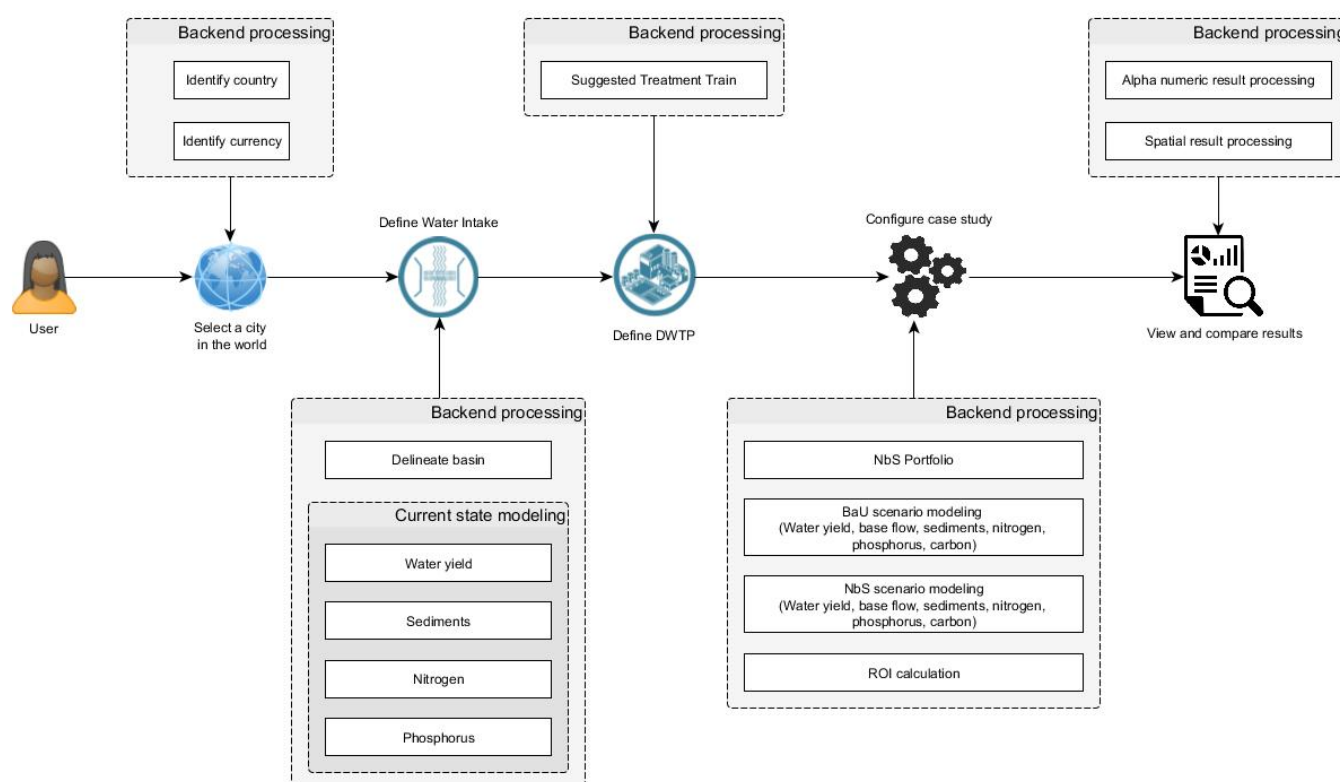 Backend processing
Identify country
Identify currency
Backend processing
Suggested Treatment Train
Backend processing
Alpha numeric result processing
Spatial result processing
User
Select a city
in the world
Define Water Intake
Define DWTP
Configure case study
View and compare results
Backend processing
Delineate basin
Current state modeling
Water yield
Sediments
Nitrogen
Phosphorus
Backend processing
NbS Portfolio
BaU scenario modeling
(Water yield, base flow, sediments, nitrogen,
phosphorus, carbon)
NbS scenario modeling
(Water yield, base flow, sediments, nitrogen,
phosphorus, carbon)
ROI calculation